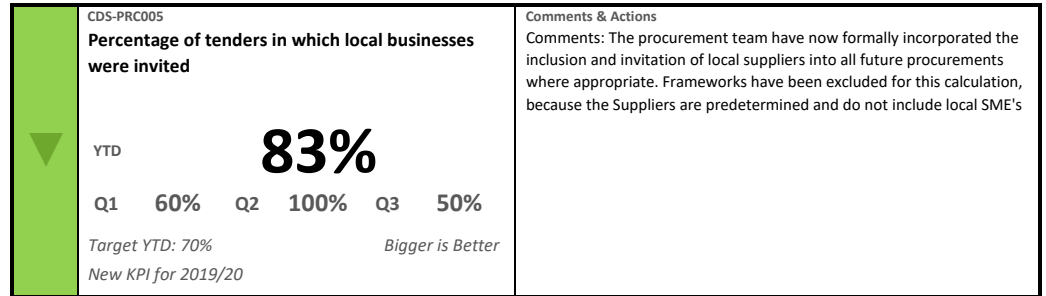 CDS-PRC005
Percentage of tenders in which local businesses
were invited
YTD 83%
Q1 60% Q2 100% Q3 50%
Target YTD: 70% Bigger is Better
New KPI for 2019/20
Comments & Actions
Comments: The procurement team have now formally incorporated the
inclusion and invitation of local suppliers into all future procurements
where appropriate. Frameworks have been excluded for this calculation,
because the Suppliers are predetermined and do not include local SME's